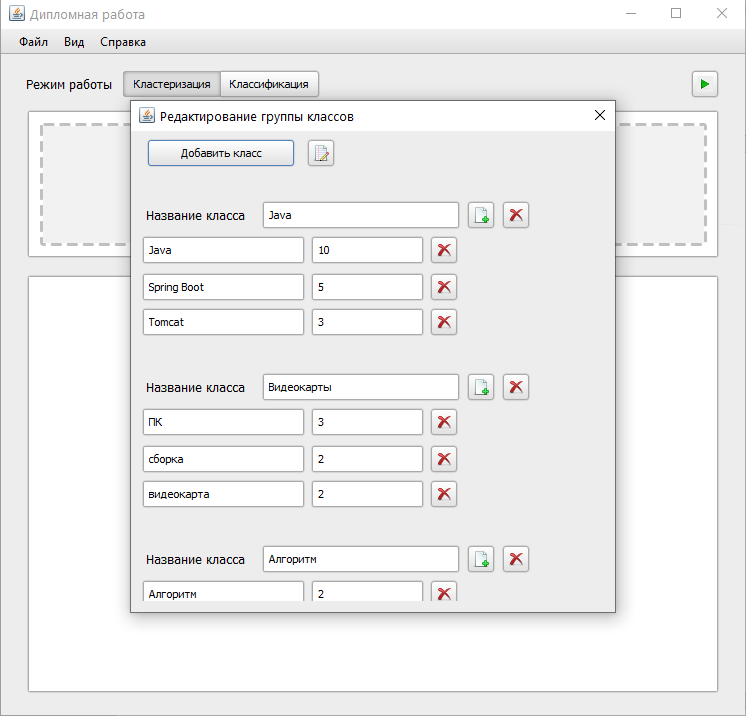 Дипломная работа
Файл Вид Справка
Режим работы Кластеризация Классификация
Редактирование группы классов
Добавить класс
Название класса Java
Java 10
Spring Boot 5
Tomcat 3
Название класса Видеокарты
ПК 3
сборка 2
видеокарта 2
Название класса Алгоритм
Алгоритм 2